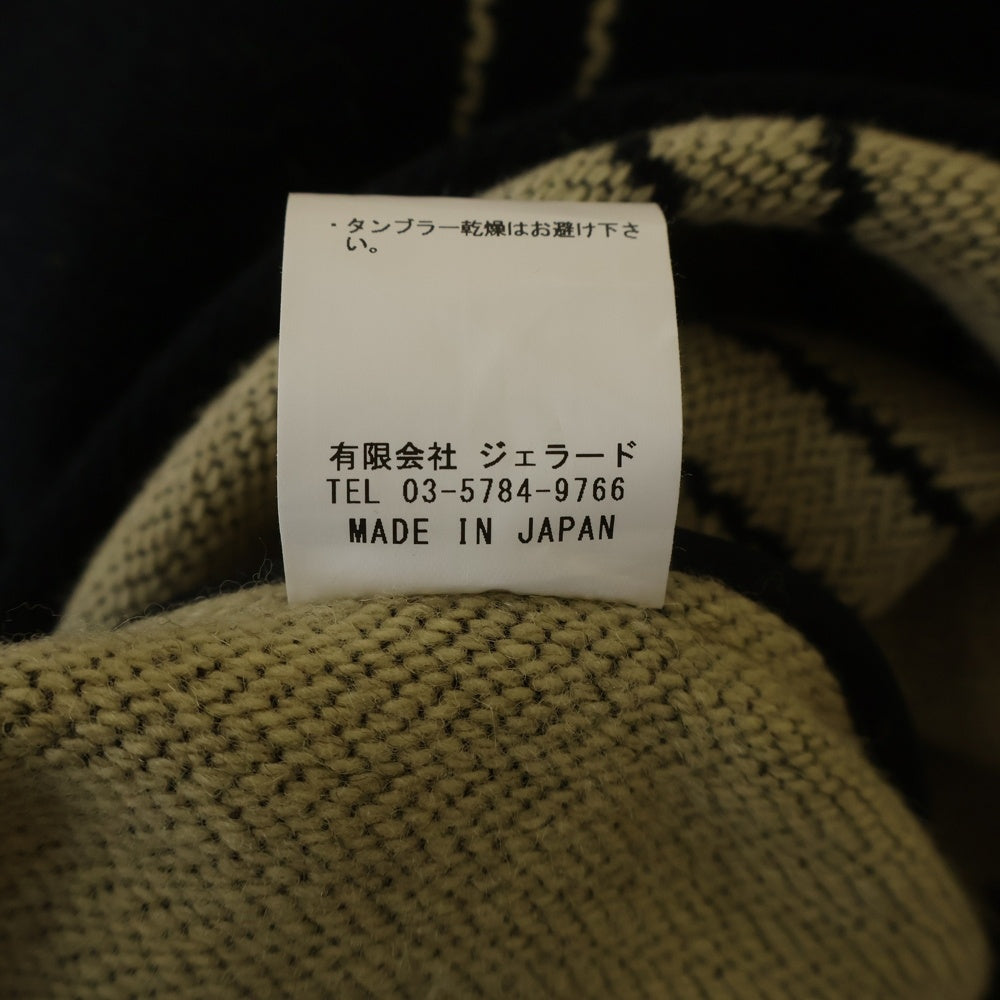 ・タンブラー乾燥はお避け下さ
い。
有限会社 ジェラード
TEL 03-5784-9766
MADE IN JAPAN